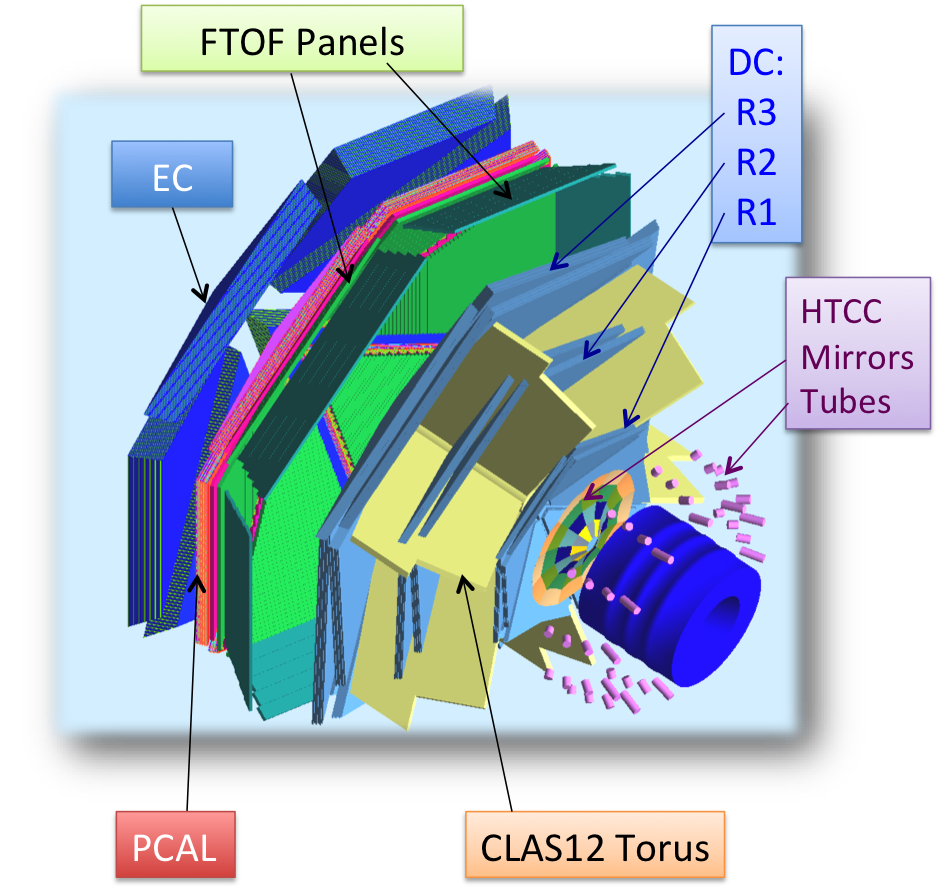 FTOF Panels
DC:
R3
R2
R1
EC
HTCC
Mirrors
Tubes
PCAL
CLAS12 Torus